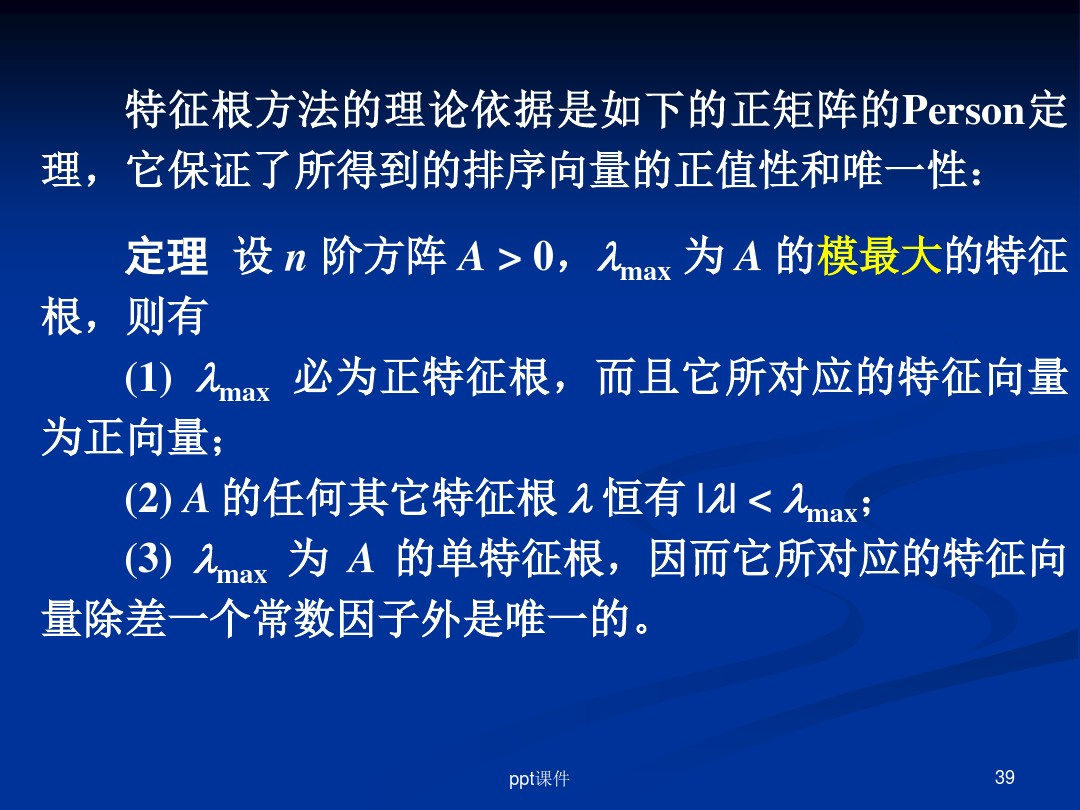 特征根方法的理论依据是如下的正矩阵的Person定
理，它保证了所得到的排序向量的正值性和唯一性：
定理 设 n 阶方阵 A > 0，λmax 为 A 的模最大的特征
根，则有
(1) λmax 必为正特征根，而且它所对应的特征向量
为正向量；
(2) A 的任何其它特征根 λ 恒有 |λ| < λmax；
(3) λmax 为 A 的单特征根，因而它所对应的特征向
量除差一个常数因子外是唯一的。
ppt课件
39